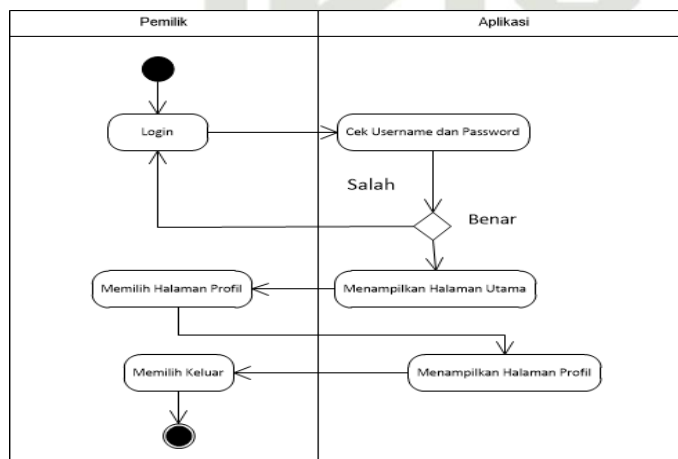 Pemilik
Aplikasi
Login
Cek Username dan Password
Salah
Benar
Memilih Halaman Profil
Menampilkan Halaman Utama
Memilih Keluar
Menampilkan Halaman Profil